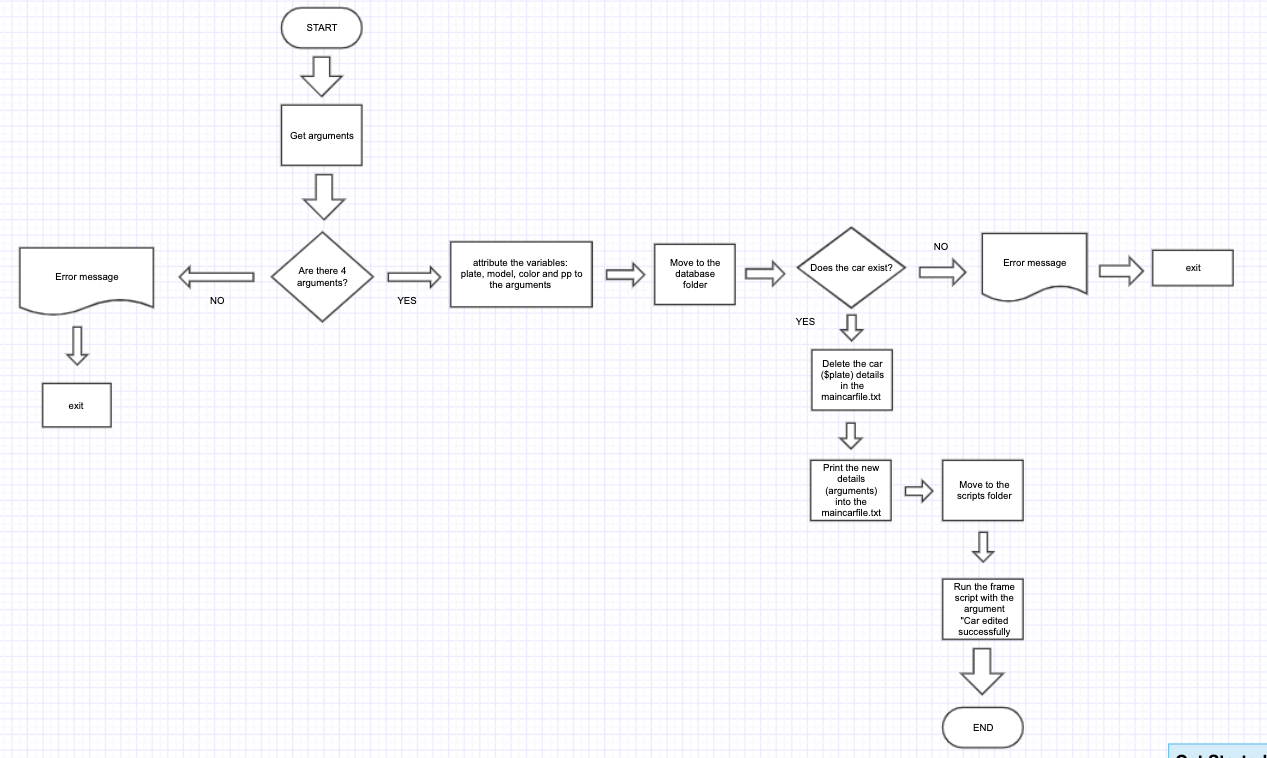 START
Get arguments
Error message
NO
Are there 4
arguments?
YES
attribute the variables:
plate, model, color and pp to
the arguments
Move to the
database
folder
Does the car exist?
NO
Error message
exit
exit
YES
Delete the car
($plate) details
in the
maincarfile.txt
Print the new
details
(arguments)
into the
maincarfile.txt
Move to the
scripts folder
Run the frame
script with the
argument
"Car edited
successfully
END